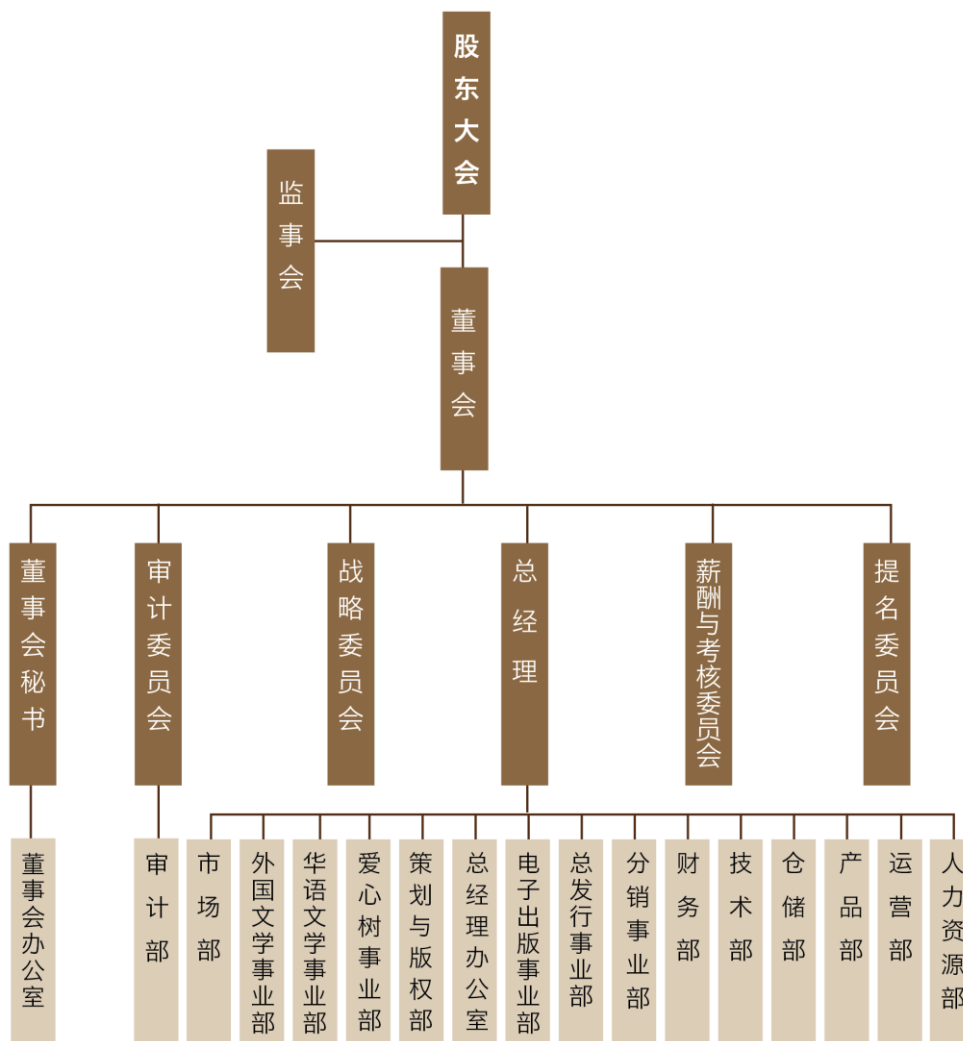 股东大会
监事会
董事会
董事会秘书
审计委员会
战略委员会
总经理
薪酬与考核委员会
提名委员会
董事会办公室
审计部
市场部
外国文学事业部
华语文学事业部
爱心树事业部
策划与版权部
总经理办公室
电子出版事业部
总发行事业部
分销事业部
财务部
技术部
仓储部
产品部
运营部
人力资源部